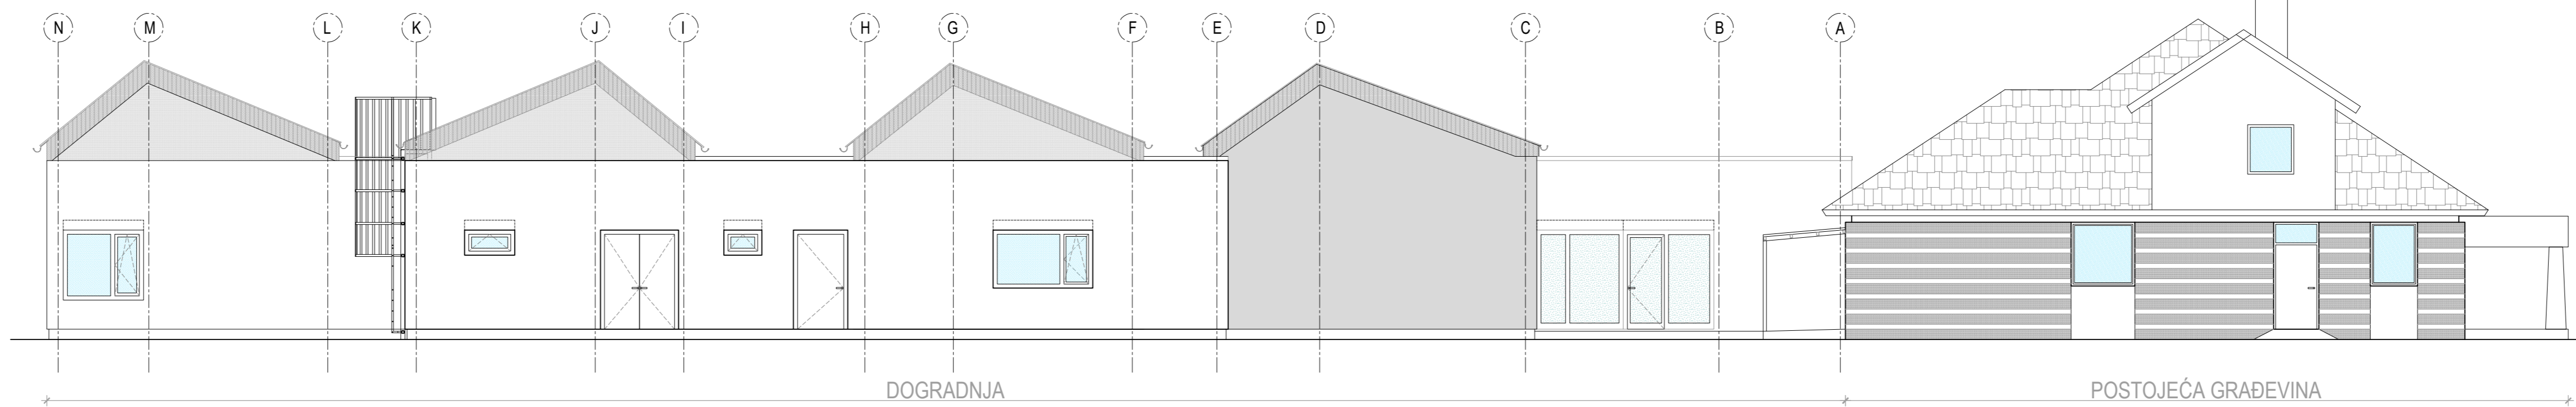 N M L K J I H G F E D C B A
DOGRADNJA POSTOJEĆA GRAĐEVINA